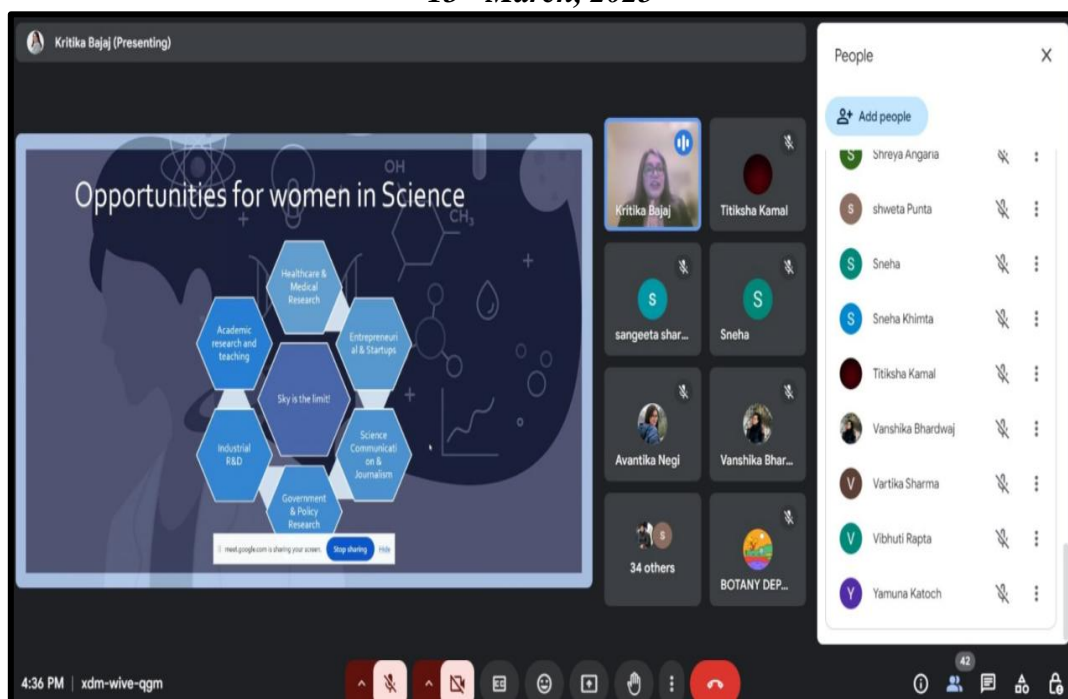 Kritika Bajaj (Presenting)
Opportunities for women in Science
OH
CH₃
Healthcare &
Medical
Research
Academic
research and
teaching
Entrepreneuri
al & Startups
Sky is the limit!
Industrial
R&D
Science
Communicati
on &
Journalism
Government
& Policy
Research
meet.google.com is sharing your screen.
Stop sharing
Hide
Kritika Bajaj
Titiksha Kamal
S
sangeeta shar...
S
Sneha
Avantika Negi
Vanshika Bhar...
S
34 others
BOTANY DEP...
People
Add people
S
Shreya Angaria
s
shweta Punta
S
Sneha
S
Sneha Khimta
Titiksha Kamal
Vanshika Bhardwaj
V
Vartika Sharma
V
Vibhuti Rapta
Y
Yamuna Katoch
4:36 PM | xdm-wive-qgm
42